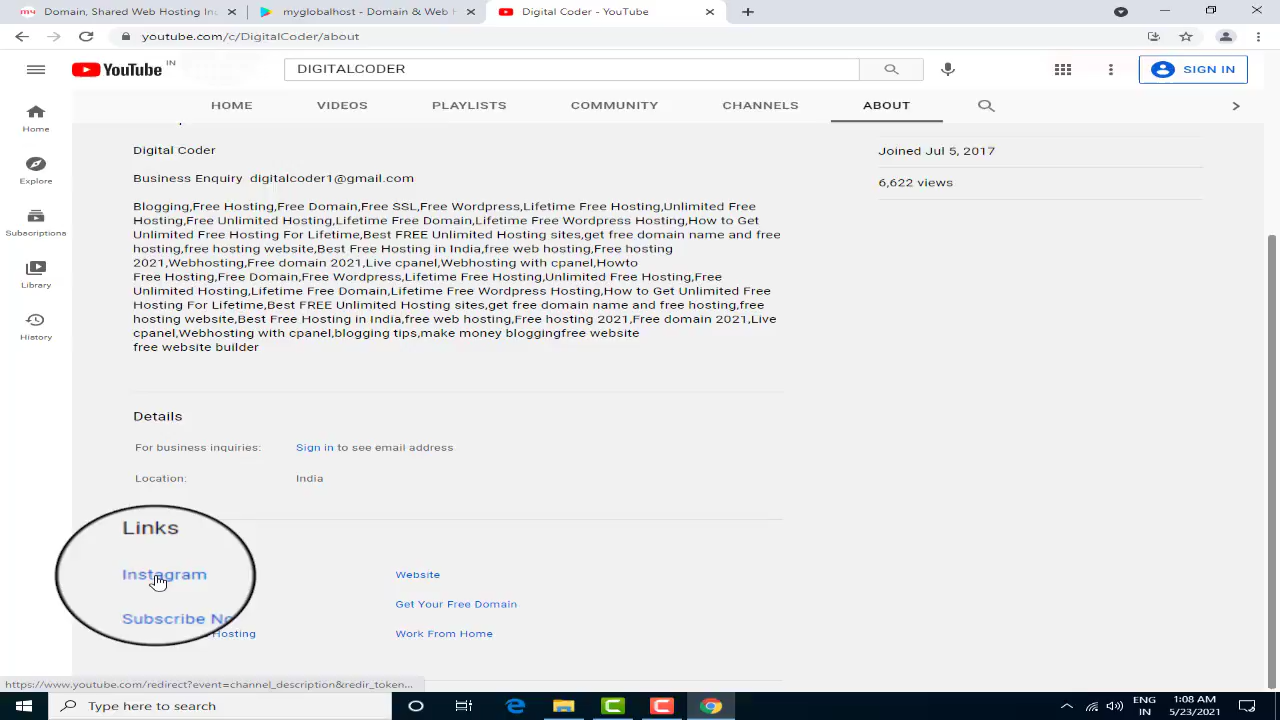 Domain, Shared Web Hosting In
myglobalhost - Domain & Web
Digital Coder - YouTube
youtube.com/c/DigitalCoder/about
YouTube IN
DIGITALCODER
SIGN IN
HOME VIDEOS PLAYLISTS COMMUNITY CHANNELS ABOUT
Home
Explore
Subscriptions
Library
History
Digital Coder
Business Enquiry digitalcoder1@gmail.com
Blogging,Free Hosting,Free Domain,Free SSL,Free Wordpress,Lifetime Free Hosting,Unlimited Free
Hosting,Free Unlimited Hosting,Lifetime Free Domain,Lifetime Free Wordpress Hosting,How to Get
Unlimited Free Hosting For Lifetime,Best FREE Unlimited Hosting sites,get free domain name and free
hosting,free hosting website,Best Free Hosting in India,free web hosting,Free hosting
2021,Webhosting,Free domain 2021,Live cpanel,Webhosting with cpanel,Howto
Free Hosting,Free Domain,Free Wordpress,Lifetime Free Hosting,Unlimited Free Hosting,Free
Unlimited Hosting,Lifetime Free Domain,Lifetime Free Wordpress Hosting,How to Get Unlimited Free
Hosting For Lifetime,Best FREE Unlimited Hosting sites,get free domain name and free hosting,free
hosting website,Best Free Hosting in India,free web hosting,Free hosting 2021,Free domain 2021,Live
cpanel,Webhosting with cpanel,blogging tips,make money bloggingfree website
free website builder
Joined Jul 5, 2017
6,622 views
Details
For business inquiries: Sign in to see email address
Location: India
Links
Instagram Website
Subscribe No Get Your Free Domain
Hosting Work From Home
https://www.youtube.com/redirect?event=channel_description&redir_token...
Type here to search
ENG
IN
1:08 AM
5/23/2021